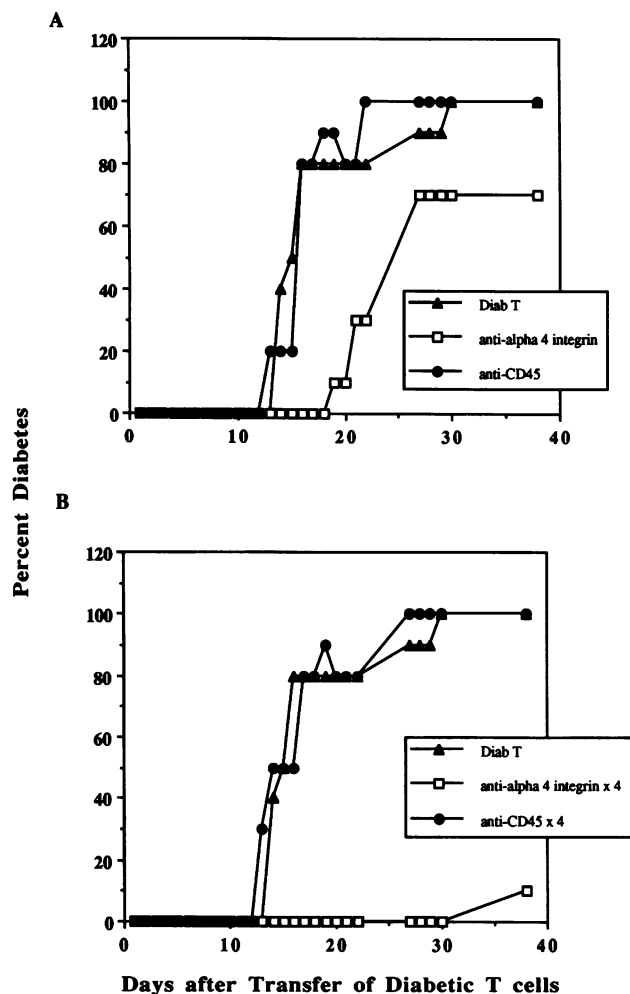 A
120
100
80
60
40
20
0
0 10 20 30 40
Diab T
anti-alpha 4 integrin
anti-CD45
Percent Diabetes
B
120
100
80
60
40
20
0
0 10 20 30 40
Diab T
anti-alpha 4 integrin x 4
anti-CD45 x 4
Days after Transfer of Diabetic T cells